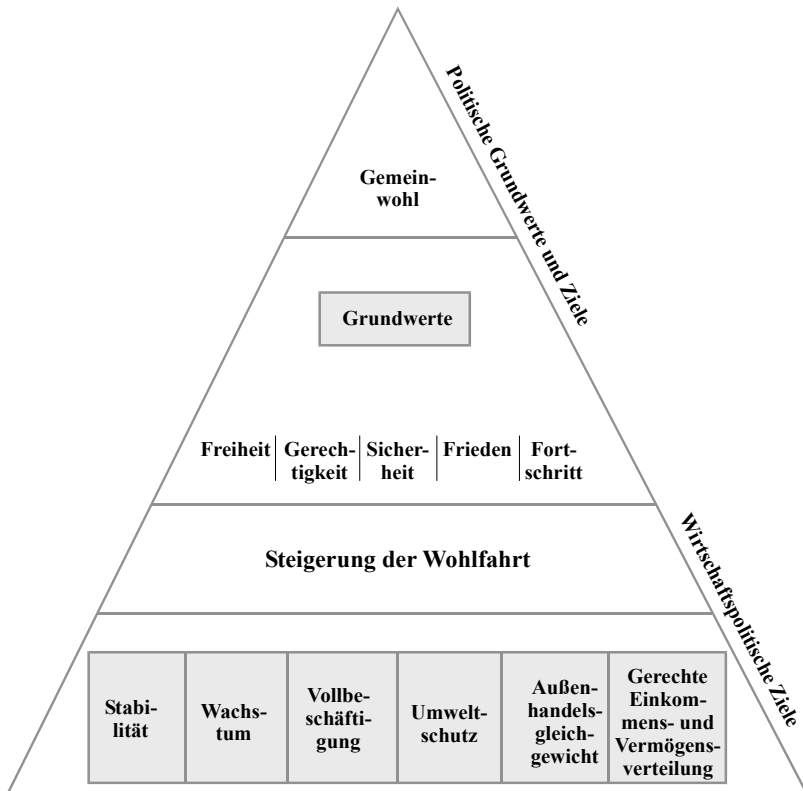 Politische Grundwerte und Ziele
Gemein-
wohl
Grundwerte
Freiheit
Gerech-
tigkeit
Sicher-
heit
Frieden
Fort-
schritt
Wirtschaftspolitische Ziele
Steigerung der Wohlfahrt
Stabi-
lität
Wachs-
tum
Vollbe-
schäfti-
gung
Umwelt-
schutz
Außen-
handels-
gleich-
gewicht
Gerechte
Einkom-
mens- und
Vermögens-
verteilung